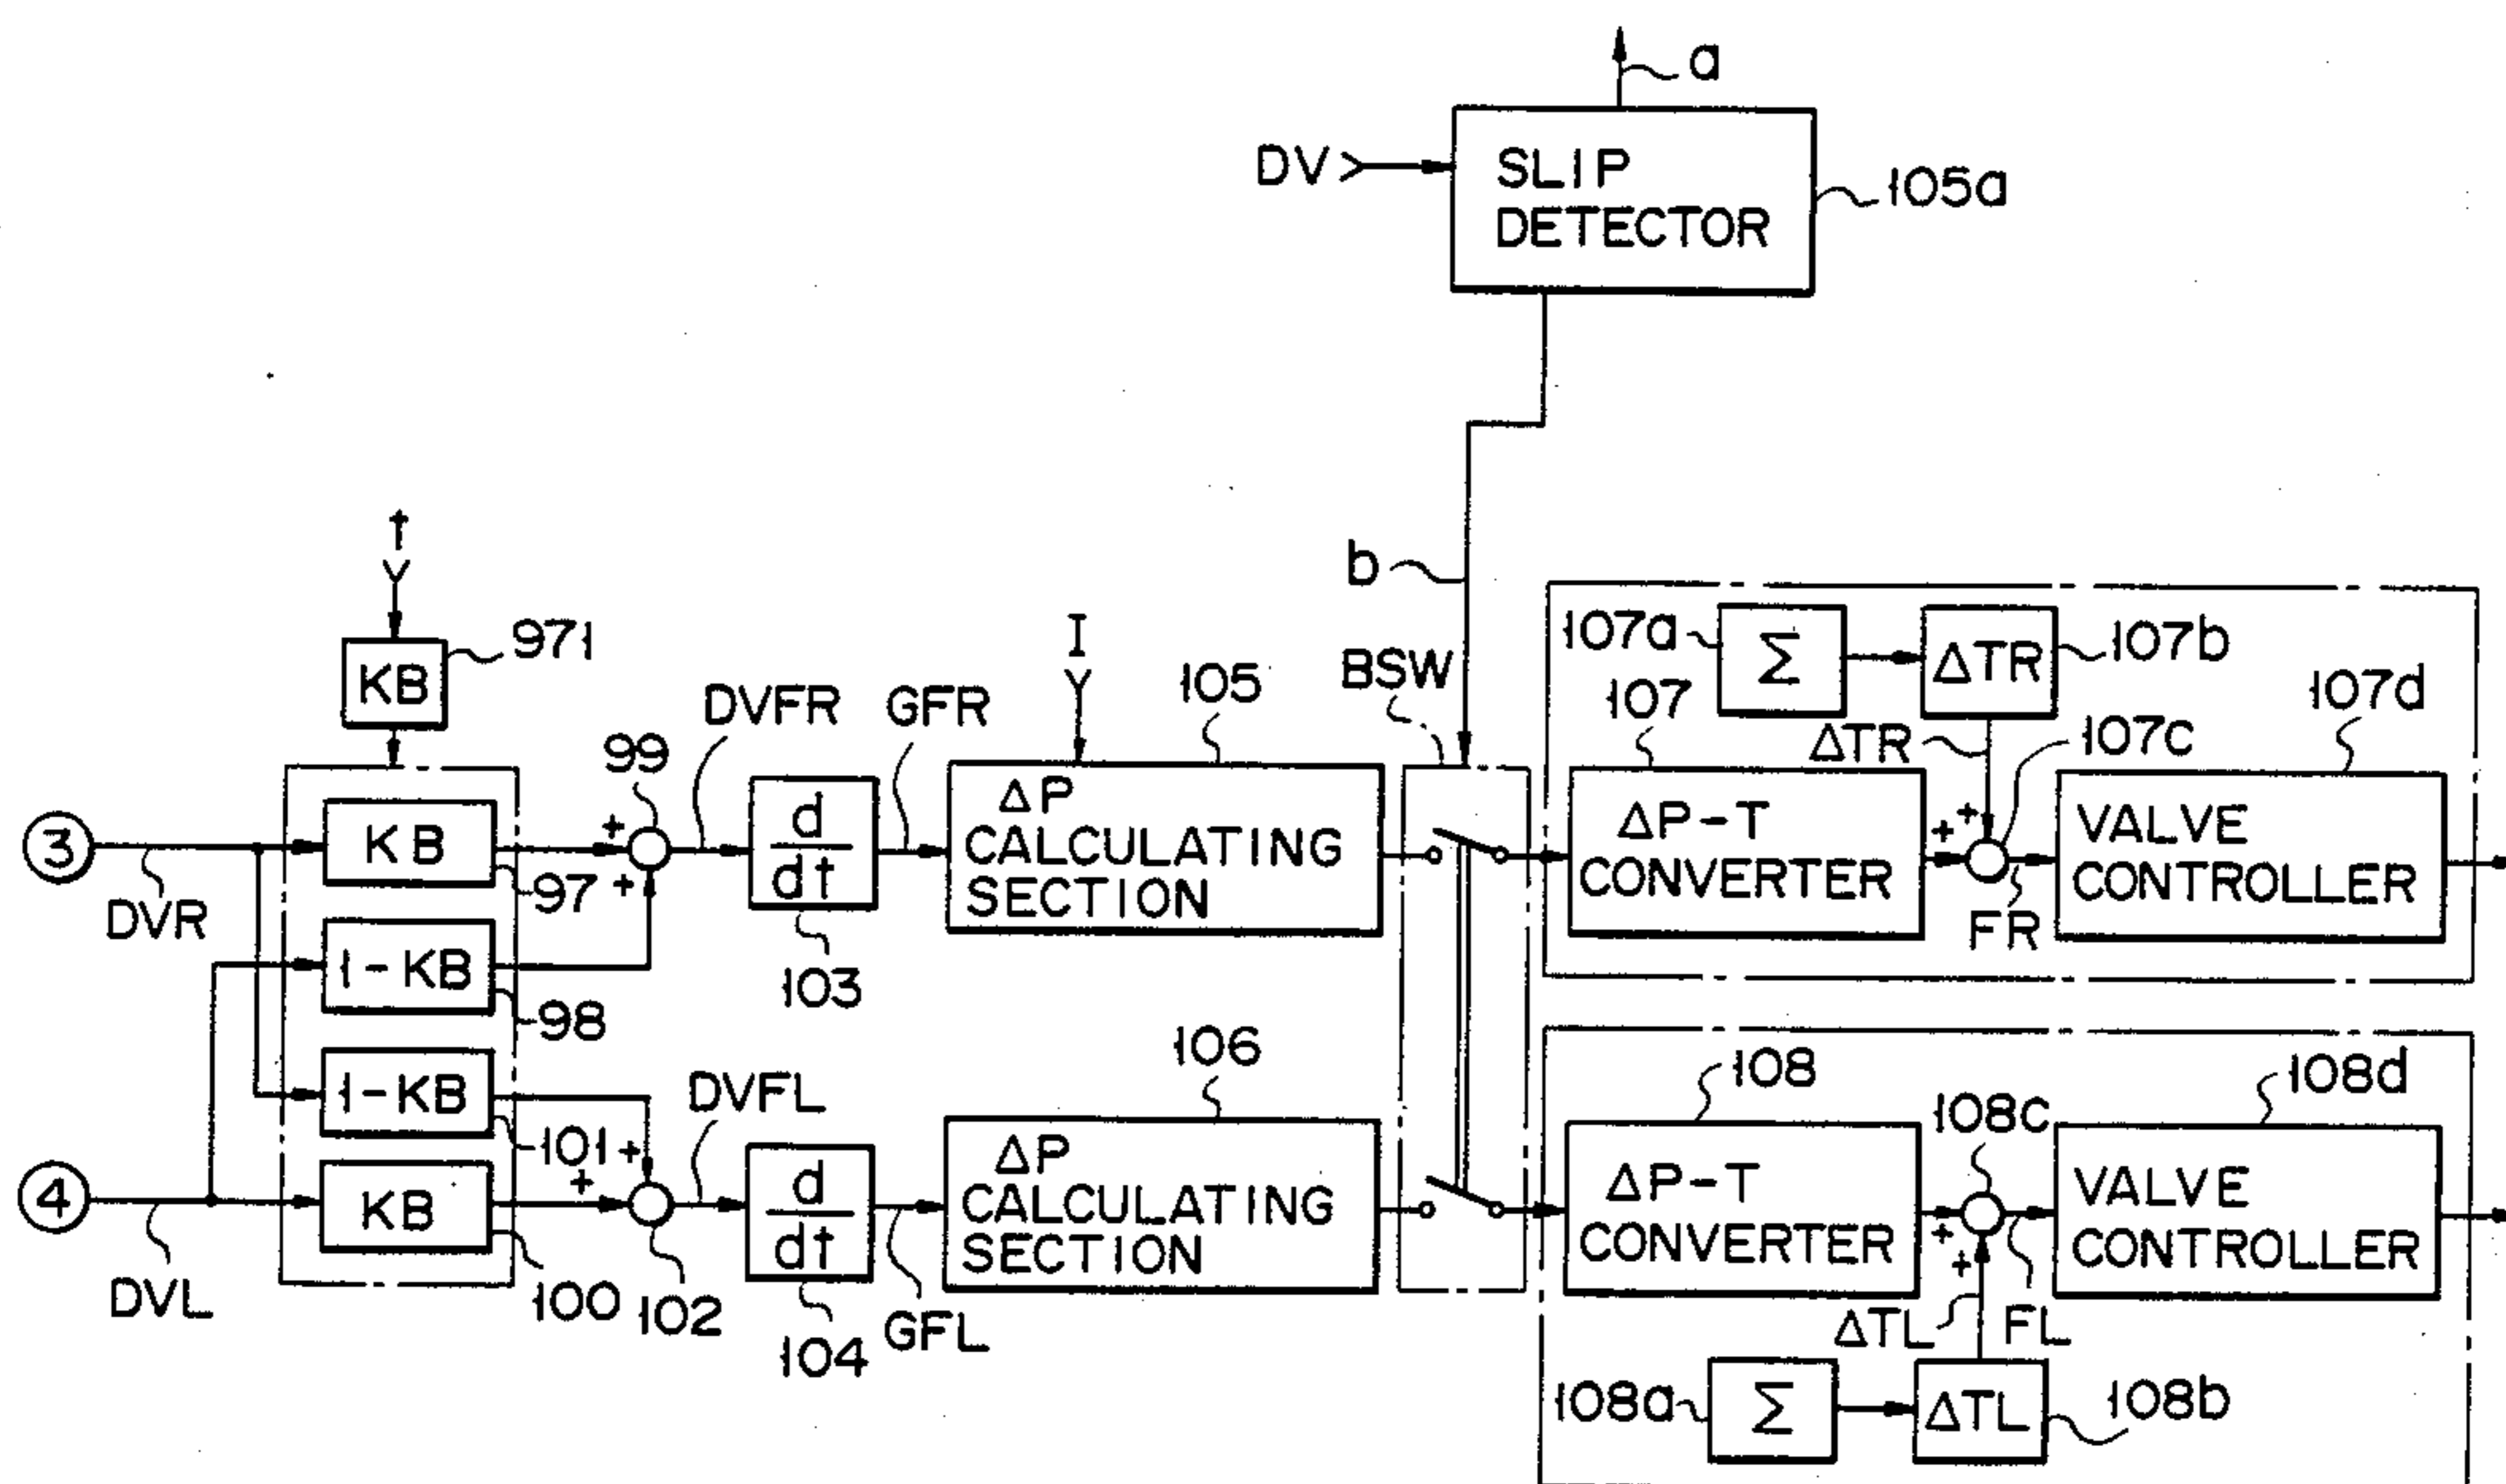 a
DV
SLIP
DETECTOR
105a
t
b
KB
971
I
BSW
107a
Σ
ΔTR
107b
DVFR
GFR
105
107
ΔTR
107c
107d
99
3
DVR
KB
97
+
+
d
dt
103
ΔP
CALCULATING
SECTION
ΔP-T
CONVERTER
+
+
FR
VALVE
CONTROLLER
1-KB
98
1-KB
101
+
+
DVFL
106
108
108c
108d
4
DVL
KB
100
102
d
dt
104
GFL
ΔP
CALCULATING
SECTION
ΔP-T
CONVERTER
+
+
ΔTL
FL
VALVE
CONTROLLER
108a
Σ
ΔTL
108b